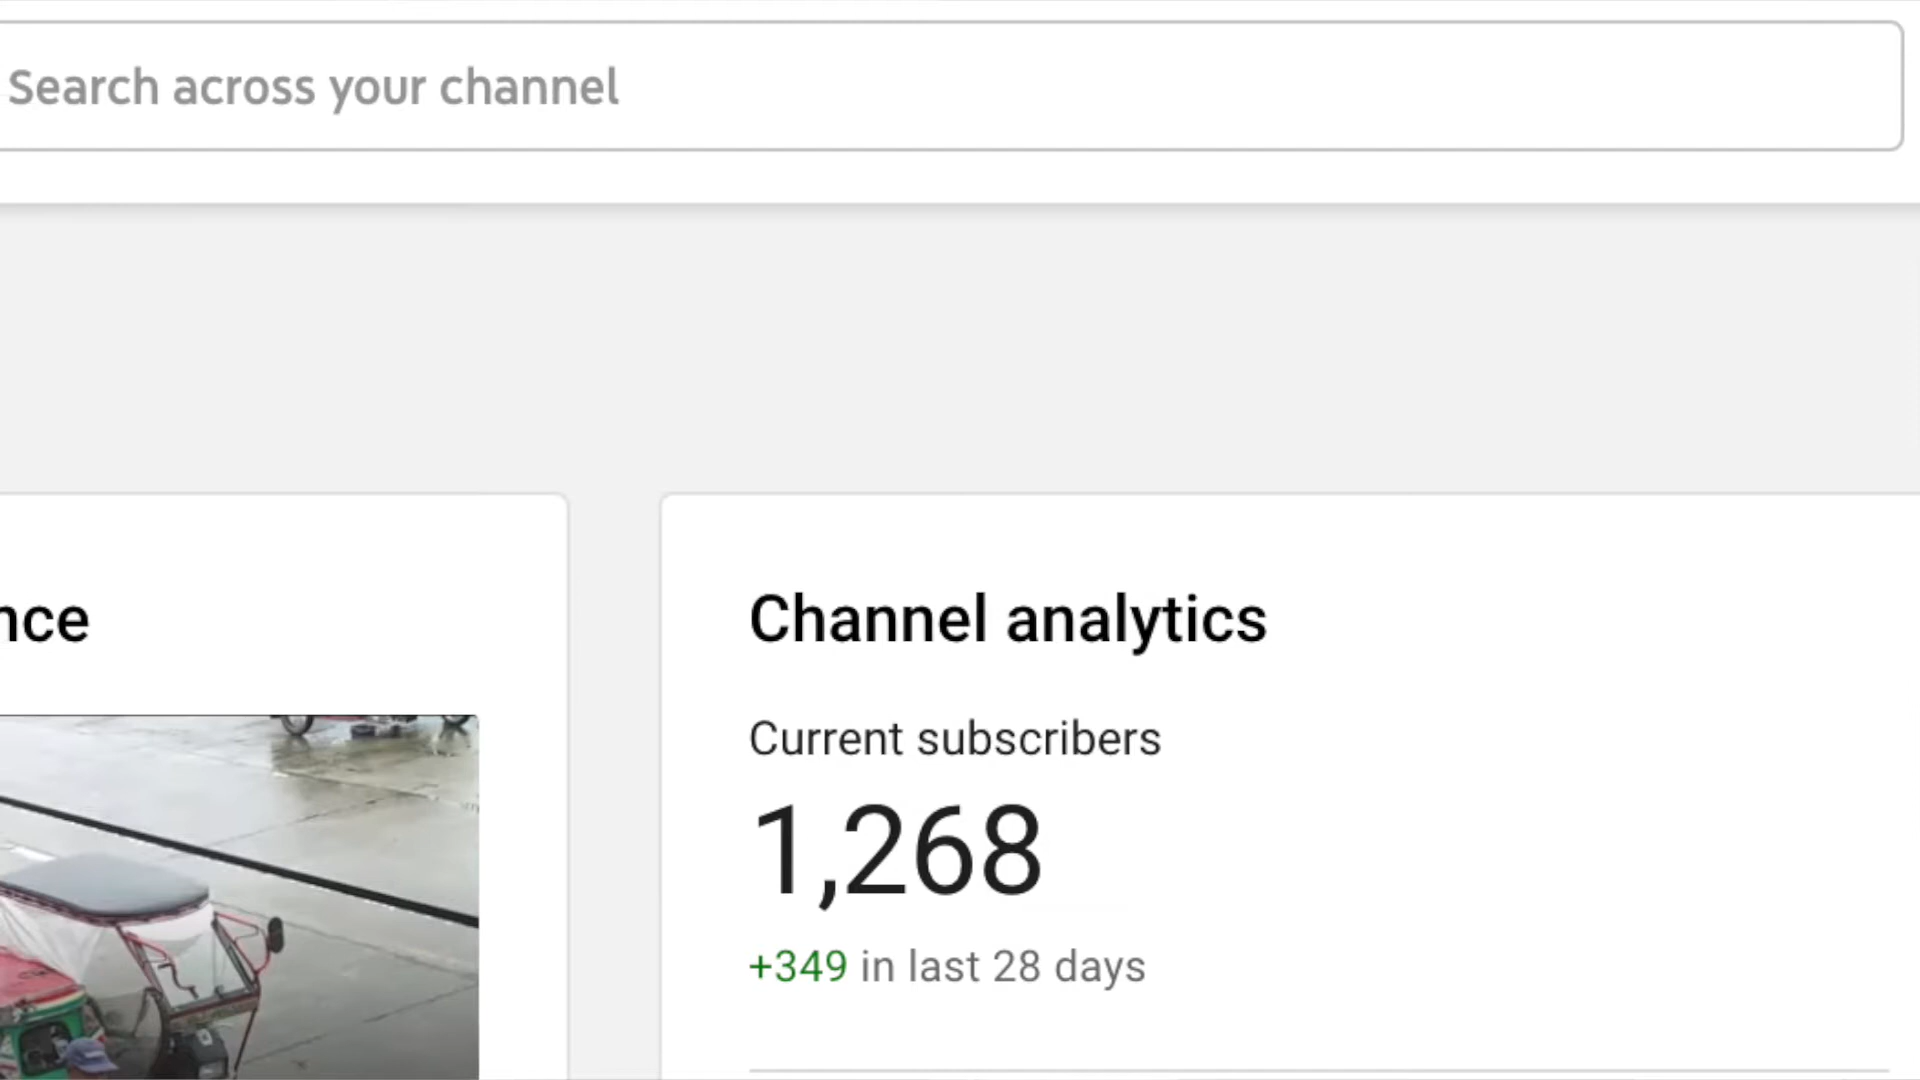 Search across your channel
nce
Channel analytics
Current subscribers
1,268
+349 in last 28 days